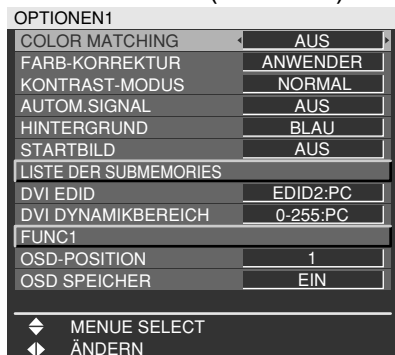 OPTIONEN1
COLOR MATCHING AUS
FARB-KORREKTUR ANWENDER
KONTRAST-MODUS NORMAL
AUTOM.SIGNAL AUS
HINTERGRUND BLAU
STARTBILD AUS
LISTE DER SUBMEMORIES
DVI EDID EDID2:PC
DVI DYNAMIKBEREICH 0-255:PC
FUNC1
OSD-POSITION 1
OSD SPEICHER EIN
MENUE SELECT
ÄNDERN